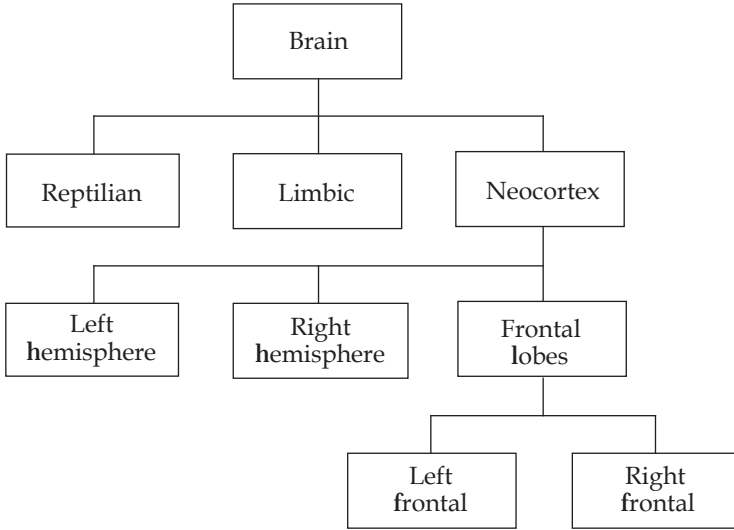 Brain
Reptilian
Limbic
Neocortex
Left
hemisphere
Right
hemisphere
Frontal
lobes
Left
frontal
Right
frontal